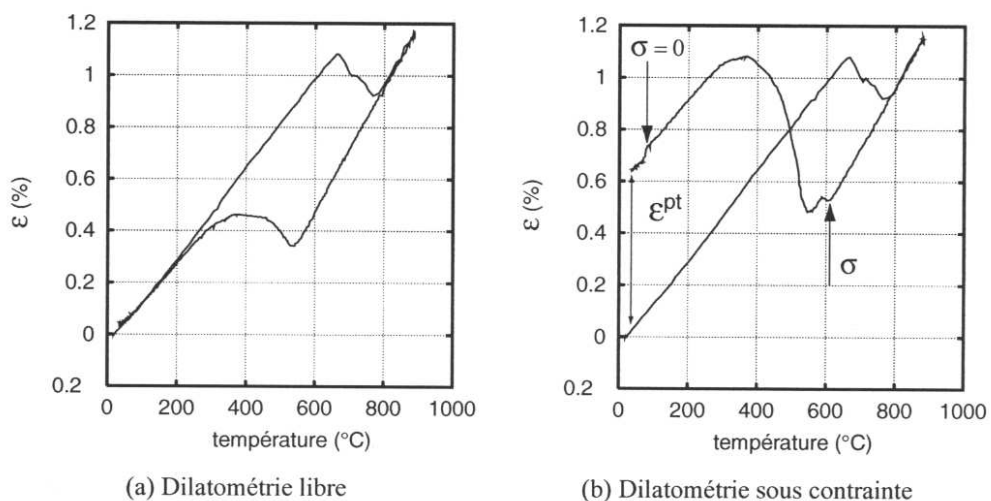 1.2
1
0.8
0.6
0.4
0.2
0
0.2
ε (%)
0 200 400 600 800 1000
température (°C)
(a) Dilatométrie libre
1.2
1
0.8
0.6
0.4
0.2
0
0.2
ε (%)
σ = 0
ε^pt
σ
0 200 400 600 800 1000
température (°C)
(b) Dilatométrie sous contrainte